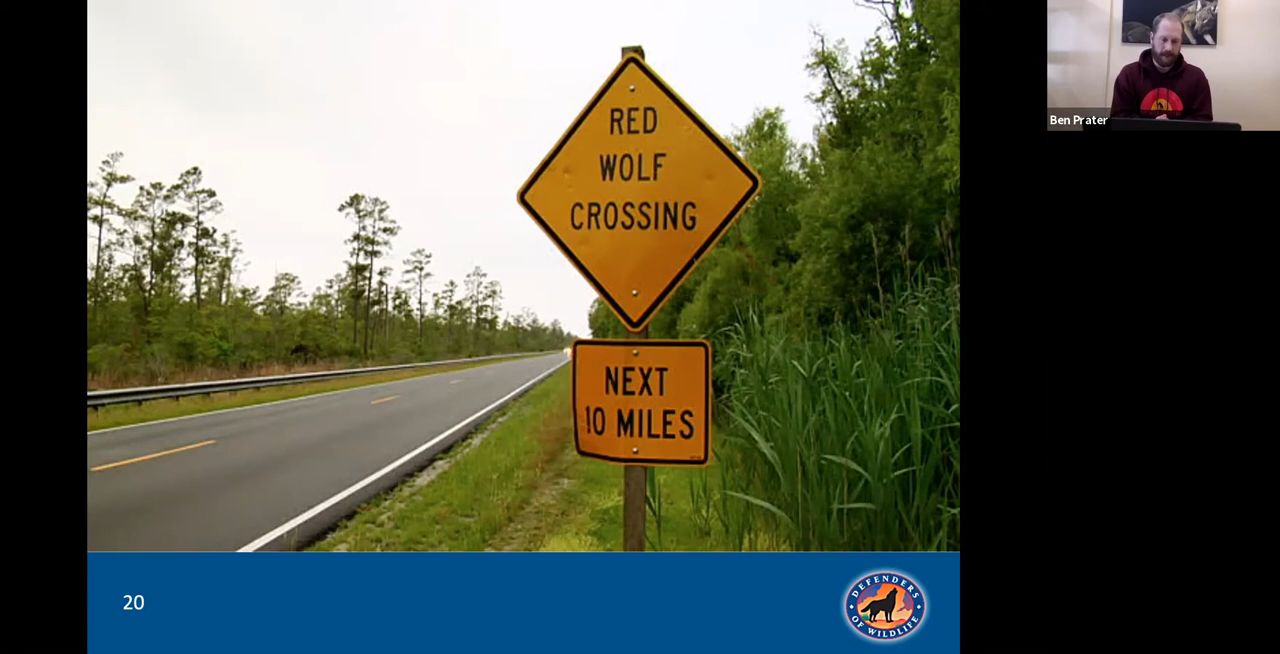 RED
WOLF
CROSSING
NEXT
10 MILES
Ben Prater
20
DEFENDERS
OF WILDLIFE